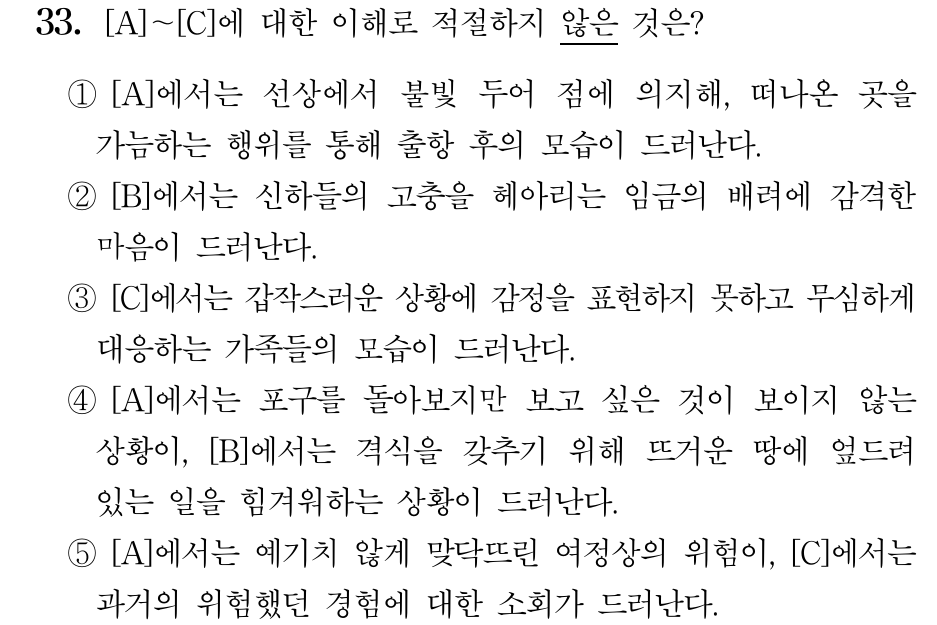 33. [A]~[C]에 대한 이해로 적절하지 않은 것은?
① [A]에서는 선상에서 불빛 두어 점에 의지해, 떠나온 곳을
가늠하는 행위를 통해 출항 후의 모습이 드러난다.
② [B]에서는 신하들의 고충을 헤아리는 임금의 배려에 감격한
마음이 드러난다.
③ [C]에서는 갑작스러운 상황에 감정을 표현하지 못하고 무심하게
대응하는 가족들의 모습이 드러난다.
④ [A]에서는 포구를 돌아보지만 보고 싶은 것이 보이지 않는
상황이, [B]에서는 격식을 갖추기 위해 뜨거운 땅에 엎드려
있는 일을 힘겨워하는 상황이 드러난다.
⑤ [A]에서는 예기치 않게 맞닥뜨린 여정상의 위험이, [C]에서는
과거의 위험했던 경험에 대한 소회가 드러난다.